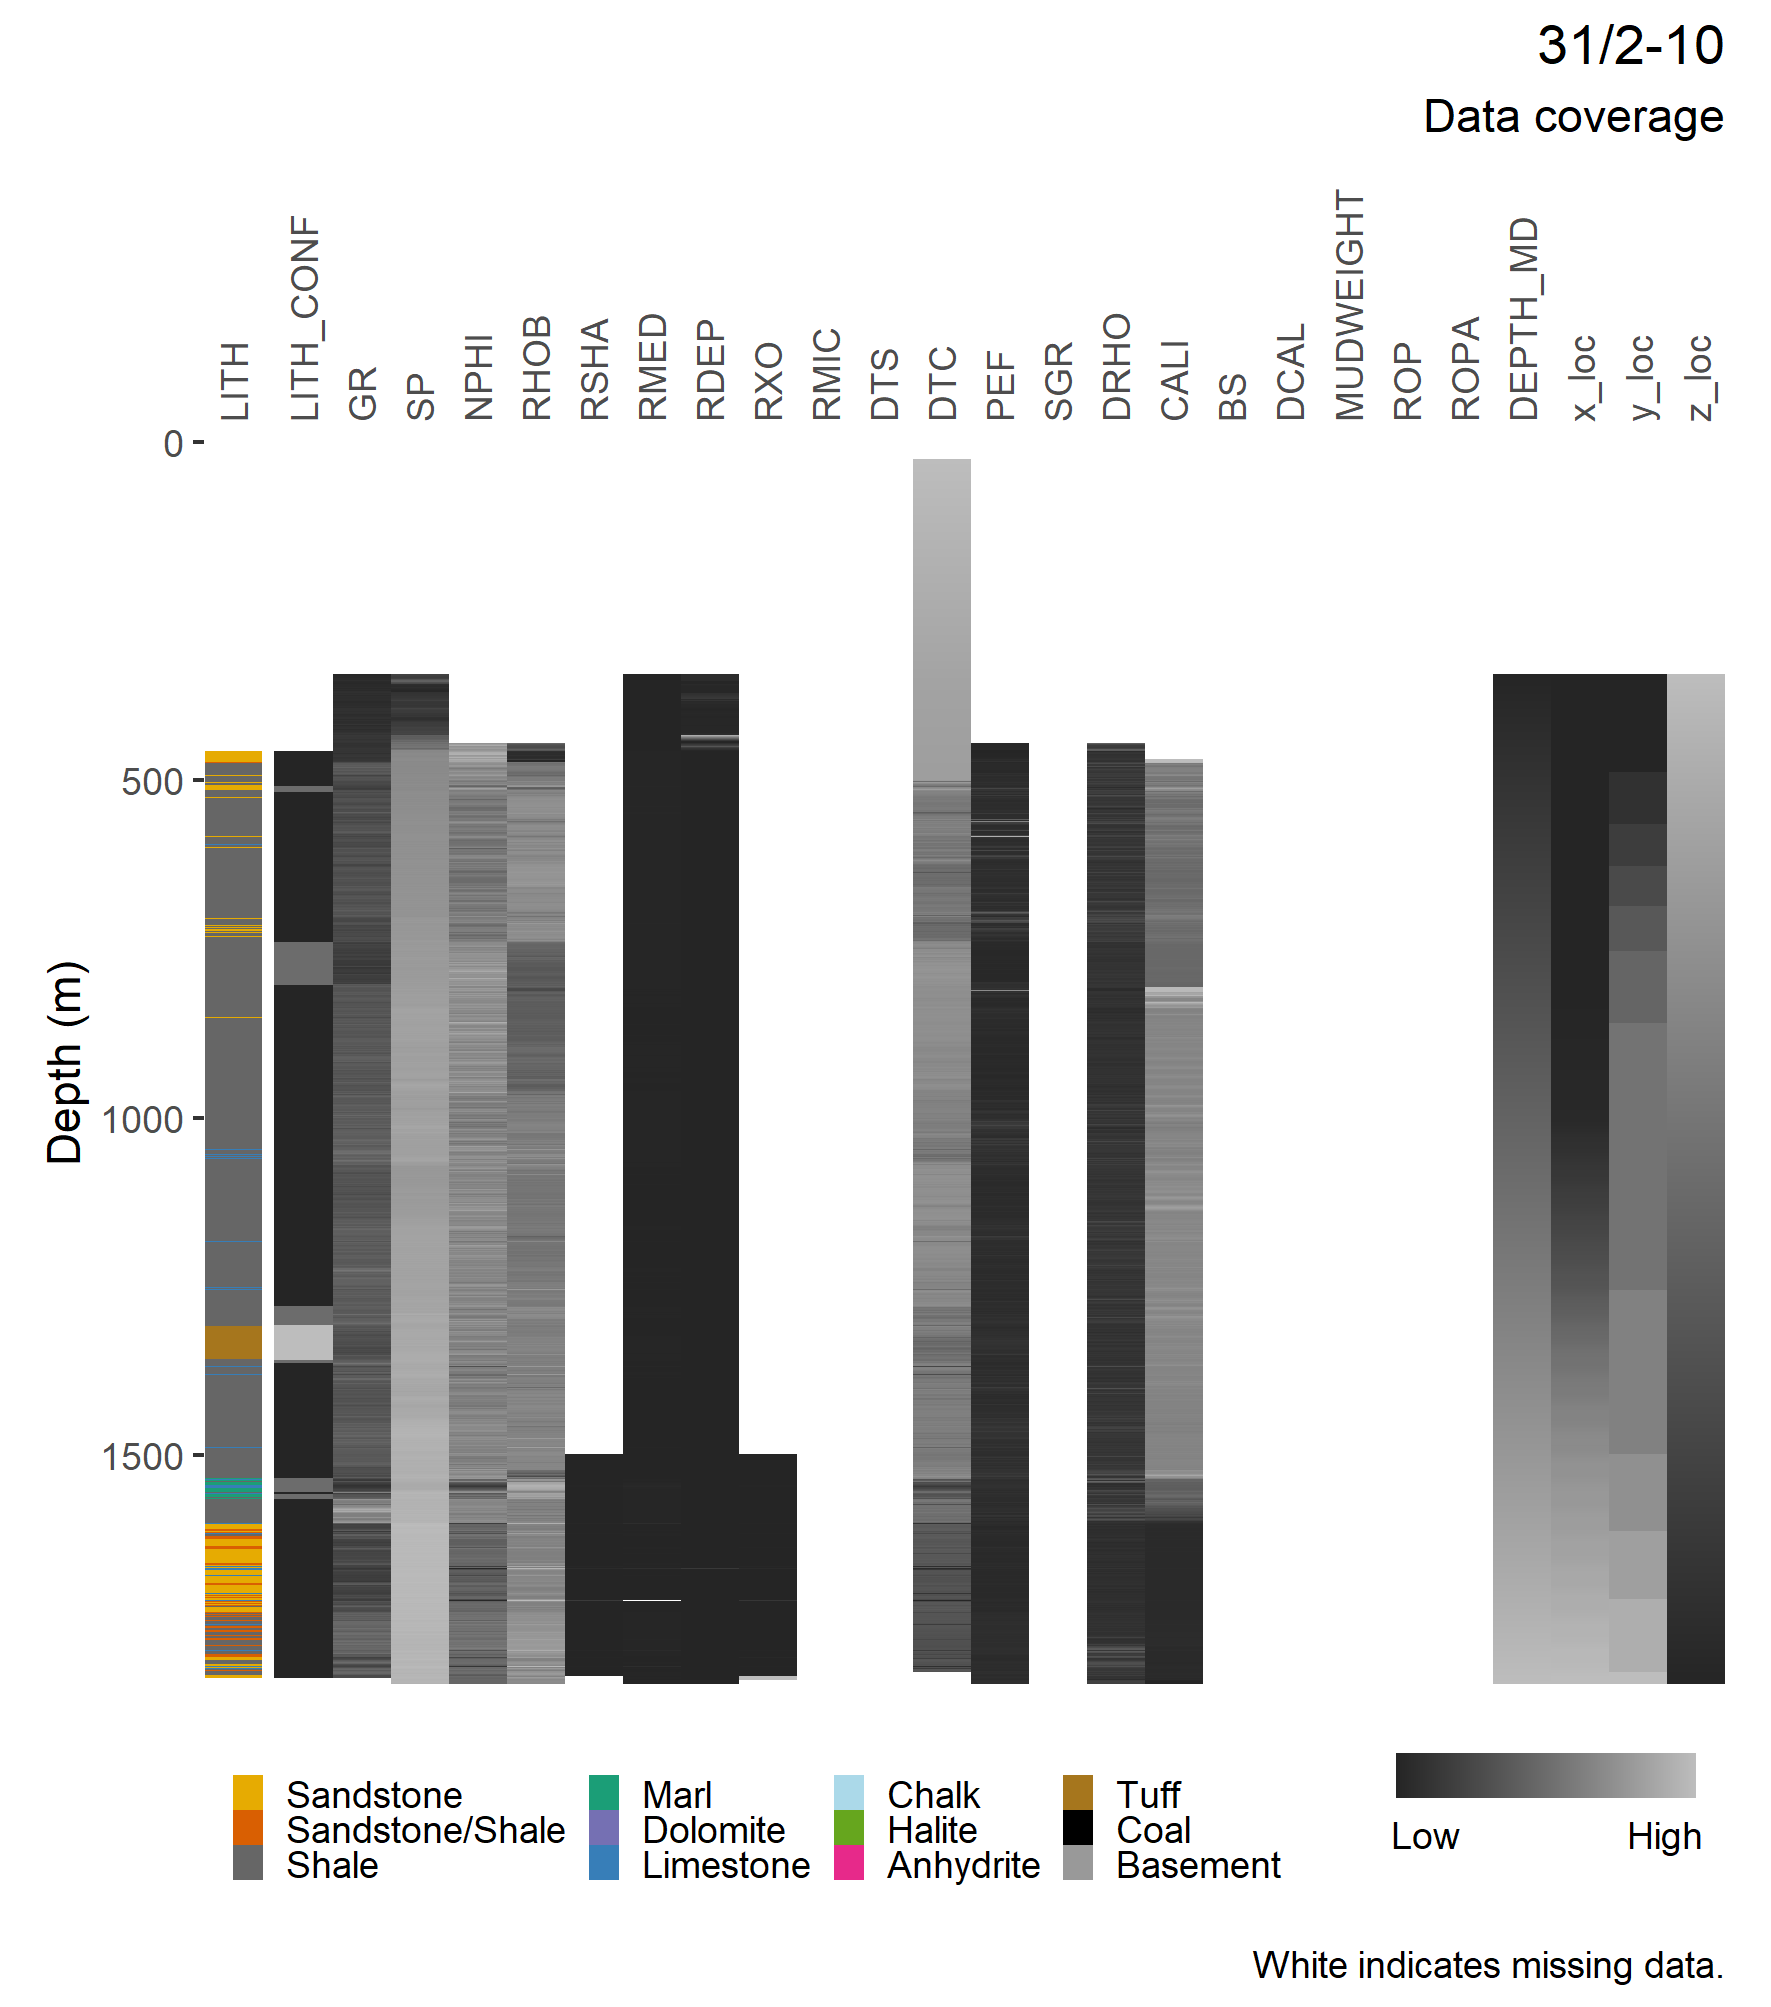 31/2-10
Data coverage
LITH
LITH_CONF
GR
SP
NPHI
RHOB
RSHA
RMED
RDEP
RXO
RMIC
DTS
DTC
PEF
SGR
DRHO
CALI
BS
DCAL
MUDWEIGHT
ROP
ROPA
DEPTH_MD
x_loc
y_loc
z_loc
0
500
1000
1500
Depth (m)
Sandstone
Sandstone/Shale
Shale
Marl
Dolomite
Limestone
Chalk
Halite
Anhydrite
Tuff
Coal
Basement
Low
High
White indicates missing data.